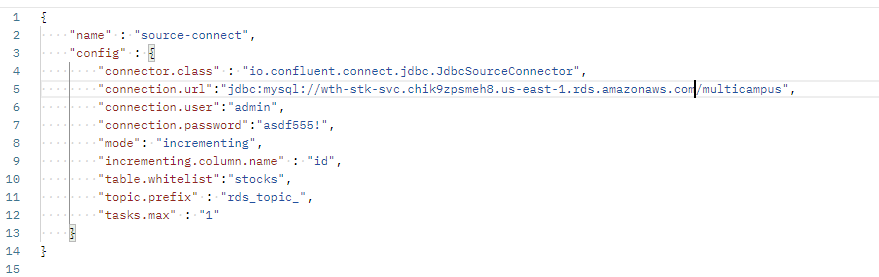 1 {
2 "name" : "source-connect",
3 "config" : {
4 "connector.class" : "io.confluent.connect.jdbc.JdbcSourceConnector",
5 "connection.url":"jdbc:mysql://wth-stk-svc.chik9zpsmeh8.us-east-1.rds.amazonaws.com/multicampus",
6 "connection.user":"admin",
7 "connection.password":"asdf555!",
8 "mode": "incrementing",
9 "incrementing.column.name" : "id",
10 "table.whitelist":"stocks",
11 "topic.prefix" : "rds_topic_",
12 "tasks.max" : "1"
13 }
14 }
15